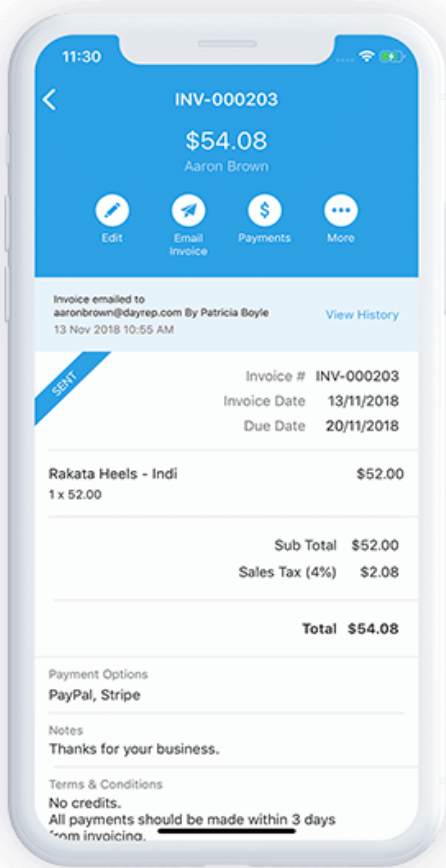 11:30
INV-000203
$54.08
Aaron Brown
Edit
Email
Invoice
Payments
More
Invoice emailed to
aaronbrown@dayrep.com By Patricia Boyle
13 Nov 2018 10:55 AM
View History
SENT
Invoice # INV-000203
Invoice Date 13/11/2018
Due Date 20/11/2018
Rakata Heels - Indi $52.00
1 x 52.00
Sub Total $52.00
Sales Tax (4%) $2.08
Total $54.08
Payment Options
PayPal, Stripe
Notes
Thanks for your business.
Terms & Conditions
No credits.
All payments should be made within 3 days
from invoicing.